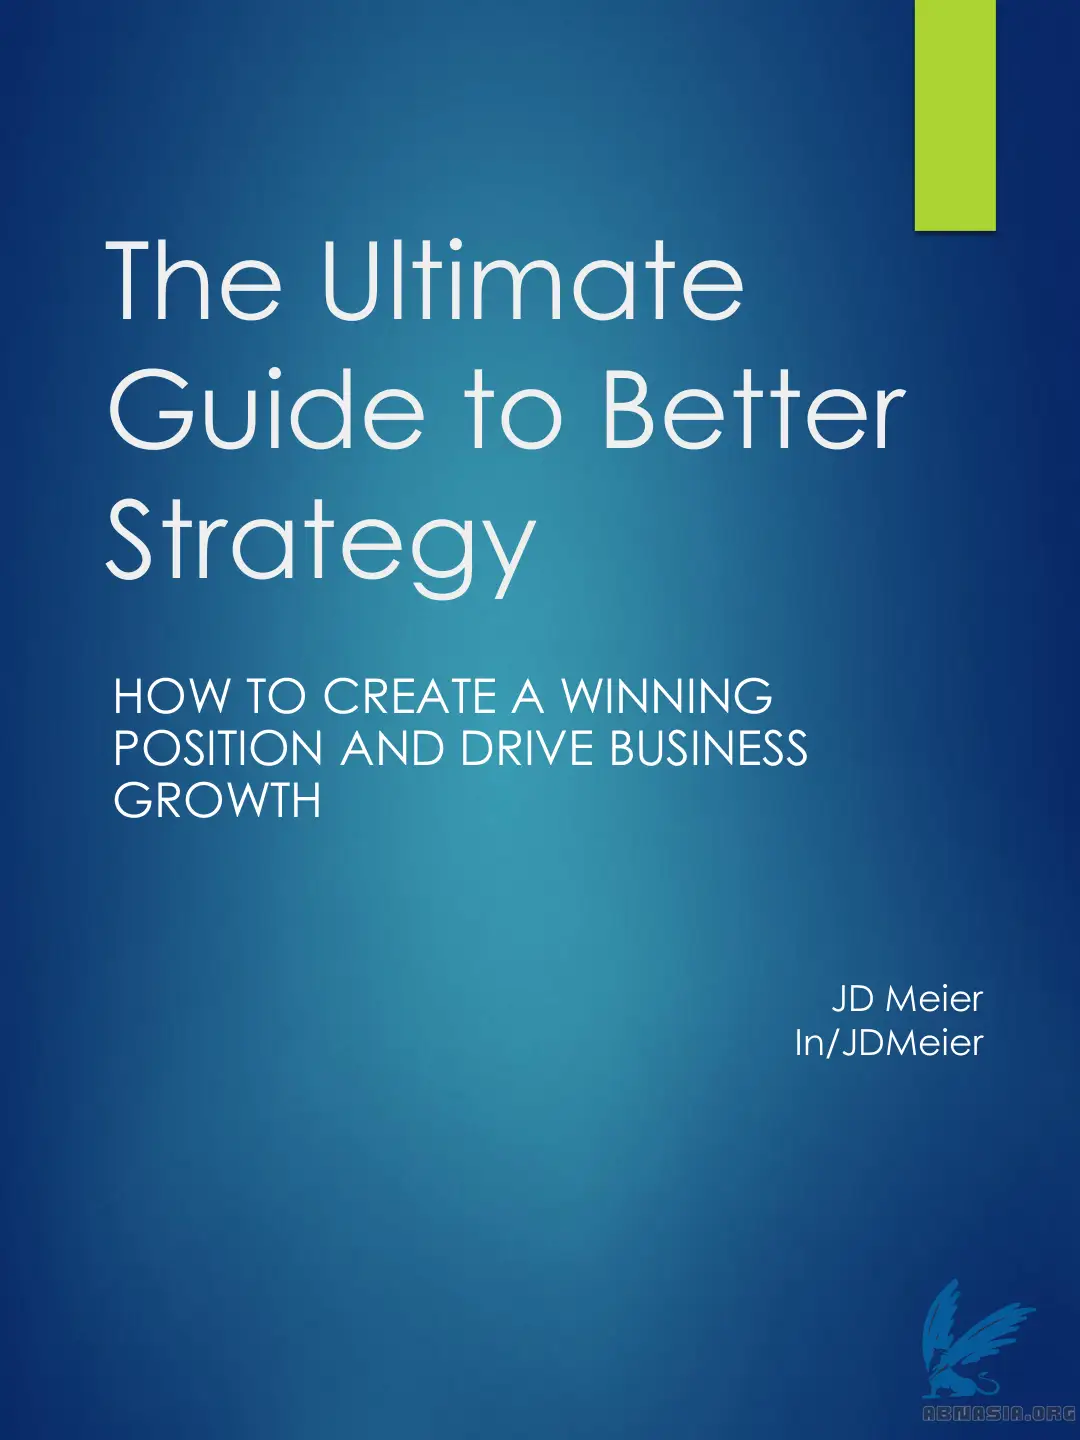 The Ultimate
Guide to Better
Strategy
HOW TO CREATE A WINNING
POSITION AND DRIVE BUSINESS
GROWTH
JD Meier
In/JDMeier
ABNASIA.ORG